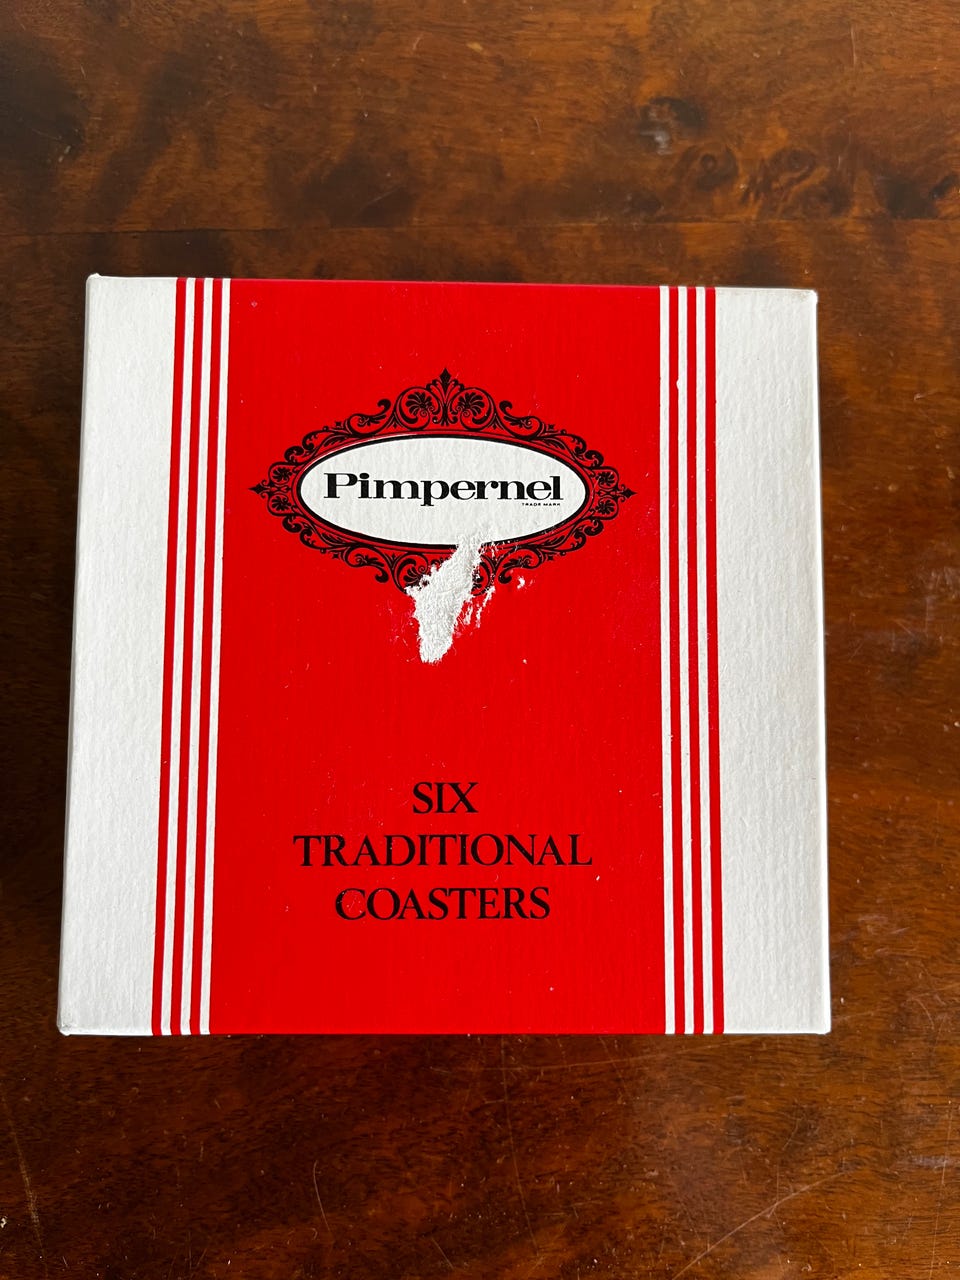 Pimpernel
TRADE MARK
SIX
TRADITIONAL
COASTERS